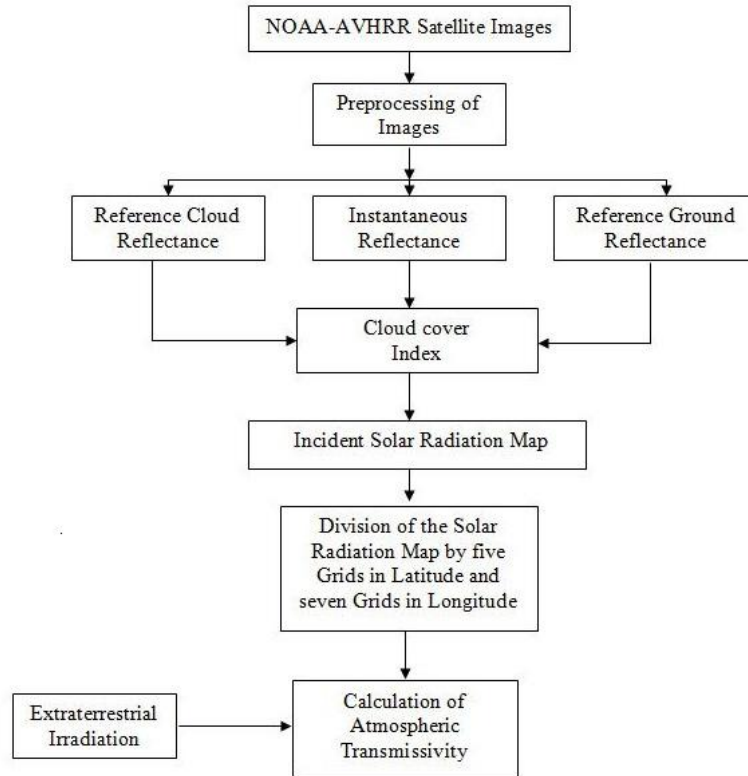 NOAA-AVHRR Satellite Images
Preprocessing of
Images
Reference Cloud
Reflectance
Instantaneous
Reflectance
Reference Ground
Reflectance
Cloud cover
Index
Incident Solar Radiation Map
Division of the Solar
Radiation Map by five
Grids in Latitude and
seven Grids in Longitude
Extraterrestrial
Irradiation
Calculation of
Atmospheric
Transmissivity